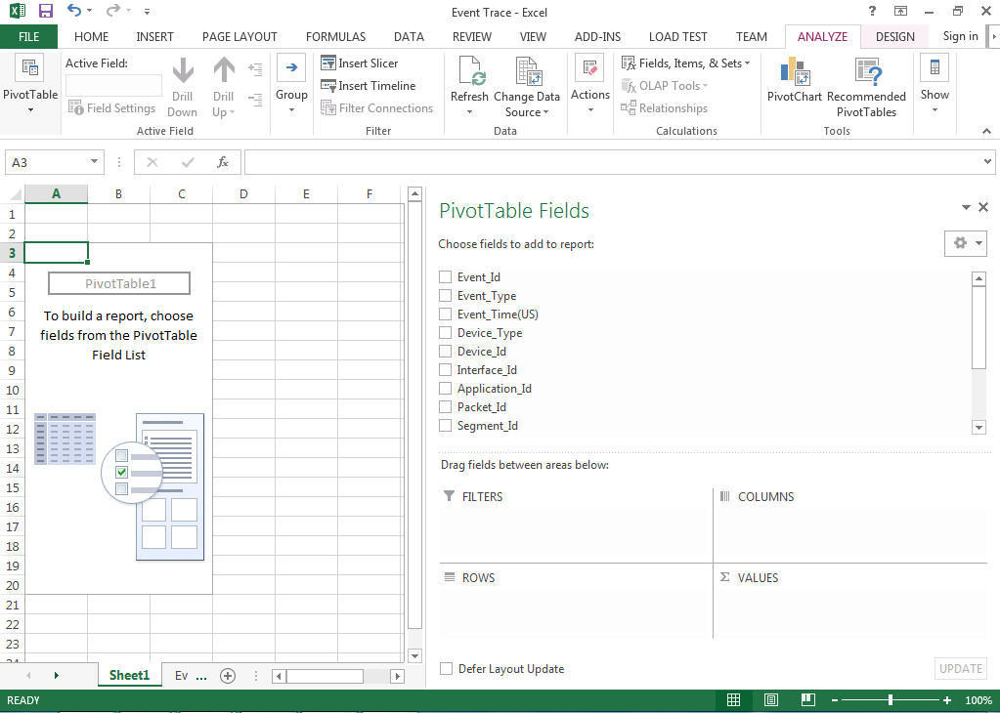 Event Trace - Excel
?
FILE HOME INSERT PAGE LAYOUT FORMULAS DATA REVIEW VIEW ADD-INS LOAD TEST TEAM ANALYZE DESIGN Sign in
PivotTable
Active Field:
Field Settings
Drill Down
Drill Up
Active Field
Group
Insert Slicer
Insert Timeline
Filter Connections
Filter
Refresh
Change Data Source
Data
Actions
Fields, Items, & Sets
OLAP Tools
Relationships
Calculations
PivotChart
Recommended PivotTables
Tools
Show
A3
fx
A B C D E F
1
2
3
4
5
6
7
8
9
10
11
12
13
14
15
16
17
18
19
20
21
22
23
24
PivotTable1
To build a report, choose
fields from the PivotTable
Field List
PivotTable Fields
Choose fields to add to report:
Event_Id
Event_Type
Event_Time(US)
Device_Type
Device_Id
Interface_Id
Application_Id
Packet_Id
Segment_Id
Drag fields between areas below:
FILTERS
COLUMNS
ROWS
Σ VALUES
Defer Layout Update
UPDATE
Sheet1 Ev ...
READY
100%